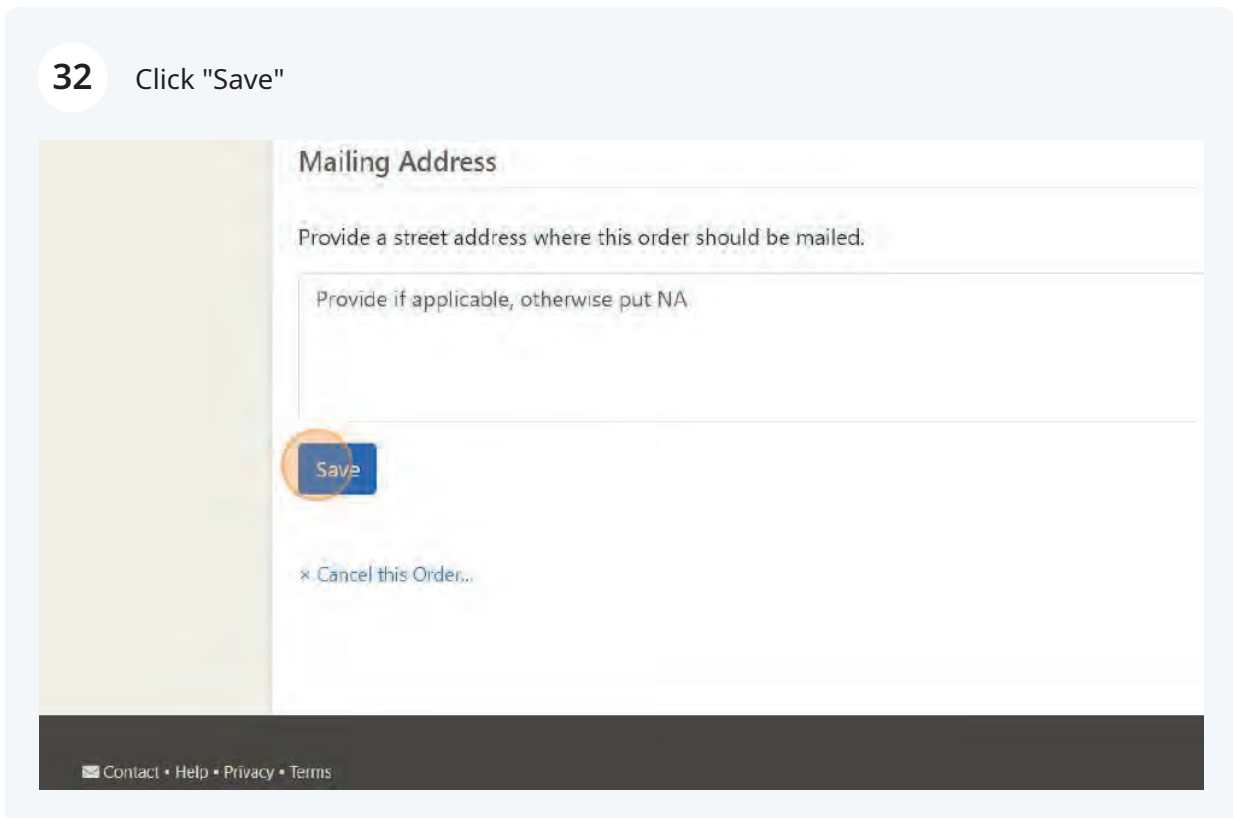 32 Click "Save"
Mailing Address
Provide a street address where this order should be mailed.
Provide if applicable, otherwise put NA
Save
× Cancel this Order...
Contact • Help • Privacy • Terms